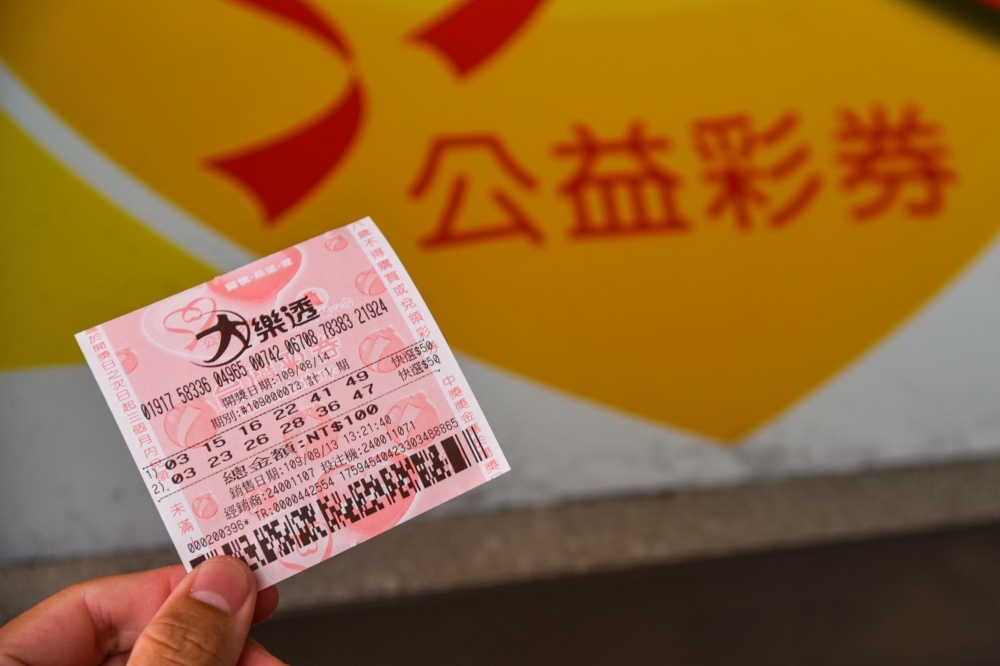 公益彩券
大樂透
01917 58336 04965 00742 06708 78383 21924
開獎日期:109/08/14
期別:#109000073 計1期
1) 03 15 16 22 41 49 快選$50
2) 03 23 26 28 36 47 快選$50
總金額:NT$100
銷售日期:109/08/13 13:21:40
經銷商:24001107 投注機:240011071
000200396* TR:0000442554 17594540423303488865